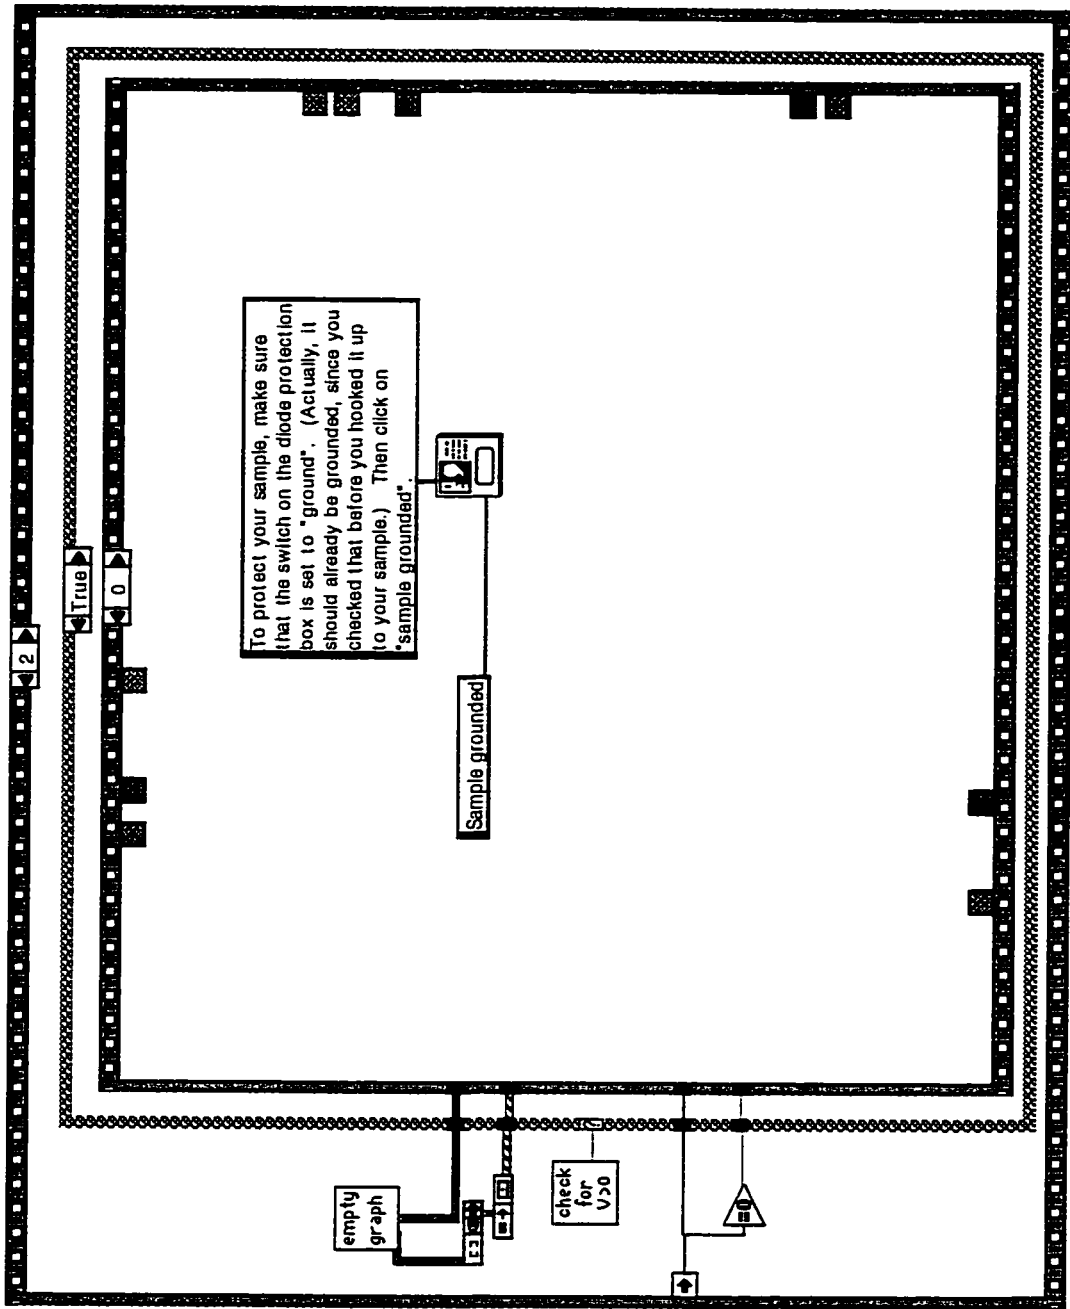 2
True
0
To protect your sample, make sure
that the switch on the diode protection
box is set to "ground". (Actually, it
should already be grounded, since you
checked that before you hooked it up
to your sample.) Then click on
"sample grounded".
Sample grounded
empty
graph
check
for
V>0
=0